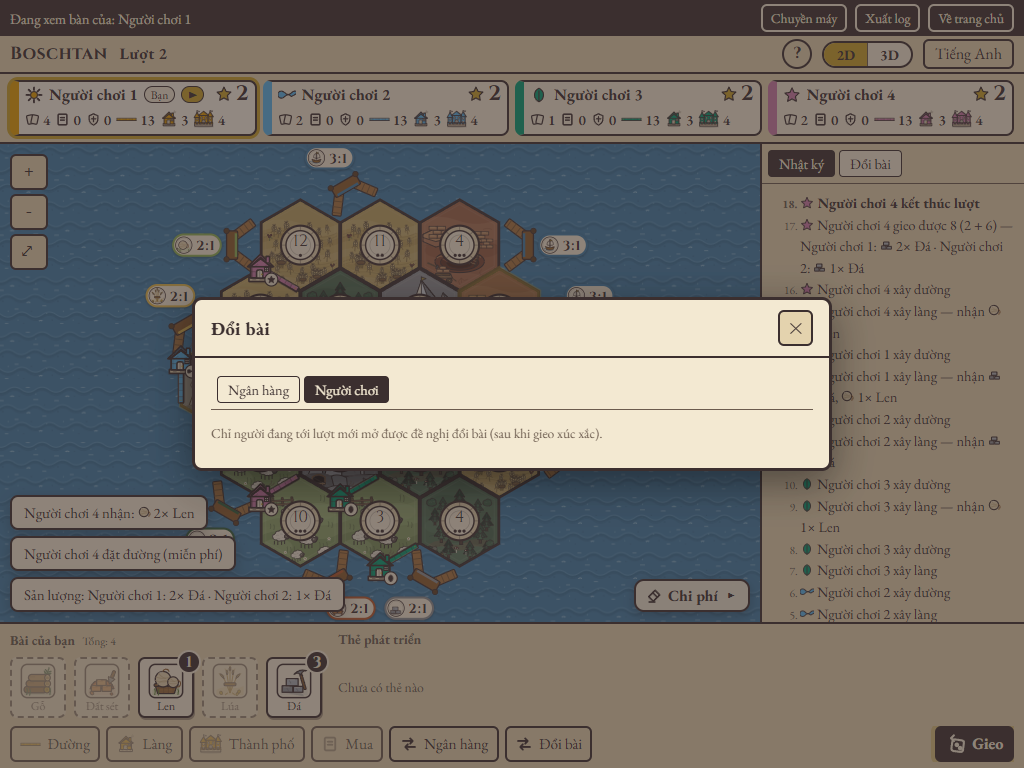 Đang xem bàn của: Người chơi 1
Chuyền máy
Xuất log
Về trang chủ
BOSCHTAN Lượt 2
?
2D 3D
Tiếng Anh
Người chơi 1 Bạn 2
4 0 0 13 3 4
Người chơi 2 2
2 0 0 13 3 4
Người chơi 3 2
1 0 0 13 3 4
Người chơi 4 2
2 0 0 13 3 4
+
-
3:1
2:1
12
11
4
3:1
2:1
3:1
Nhật ký
Đổi bài
18. Người chơi 4 kết thúc lượt
17. Người chơi 4 gieo được 8 (2 + 6) —
Người chơi 1: 2× Đá · Người chơi
2: 1× Đá
16. Người chơi 4 xây dường
gười chơi 4 xây làng — nhận
n
gười chơi 1 xây dường
gười chơi 1 xây làng — nhận
, 1× Len
gười chơi 2 xây dường
gười chơi 2 xây làng — nhận
10. Người chơi 3 xây dường
9. Người chơi 3 xây làng — nhận
1× Len
8. Người chơi 3 xây dường
7. Người chơi 3 xây làng
6. Người chơi 2 xây dường
5. Người chơi 2 xây làng
Đổi bài
Ngân hàng
Người chơi
Chỉ người đang tới lượt mới mở được đề nghị đổi bài (sau khi gieo xúc xắc).
10
3
4
Người chơi 4 nhận: 2× Len
Người chơi 4 đặt đường (miễn phí)
Sản lượng: Người chơi 1: 2× Đá · Người chơi 2: 1× Đá
2:1
2:1
Chi phí
Bài của bạn Tổng: 4
Gỗ
Đất sét
1
Len
Lúa
3
Đá
Thẻ phát triển
Chưa có thẻ nào
Đường
Làng
Thành phố
Mua
Ngân hàng
Đổi bài
Gieo